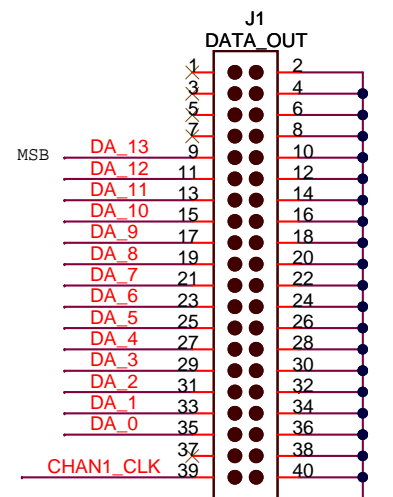 J1
DATA_OUT
1 2
3 4
5 6
7 8
MSB DA_13 9 10
DA_12 11 12
DA_11 13 14
DA_10 15 16
DA_9 17 18
DA_8 19 20
DA_7 21 22
DA_6 23 24
DA_5 25 26
DA_4 27 28
DA_3 29 30
DA_2 31 32
DA_1 33 34
DA_0 35 36
37 38
CHAN1_CLK 39 40